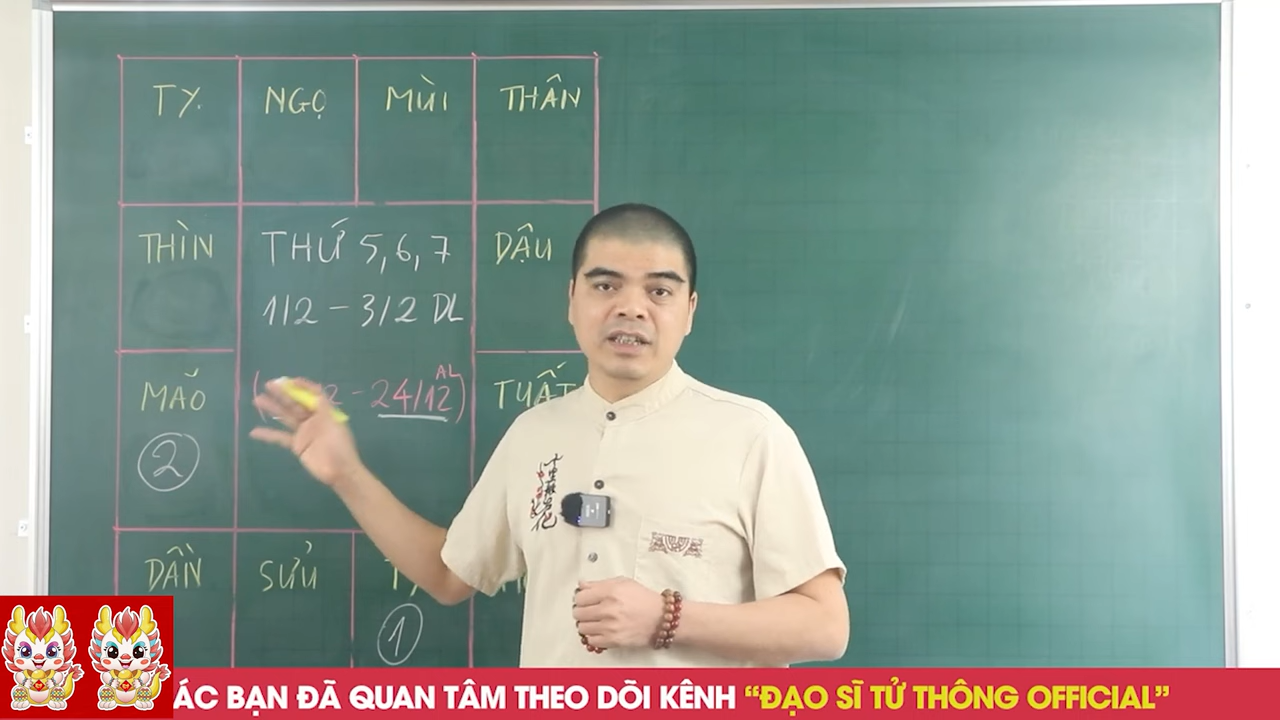 TỴ. NGỌ MÙI THÂN
THÌN THỨ 5,6,7 DẬU
1/2 – 3/2 DL
MÃO – 24/12) AL TUẤT
2
DẦN SỬU
1
ÁC BẠN ĐÃ QUAN TÂM THEO DÕI KÊNH “ĐẠO SĨ TỬ THÔNG OFFICIAL”